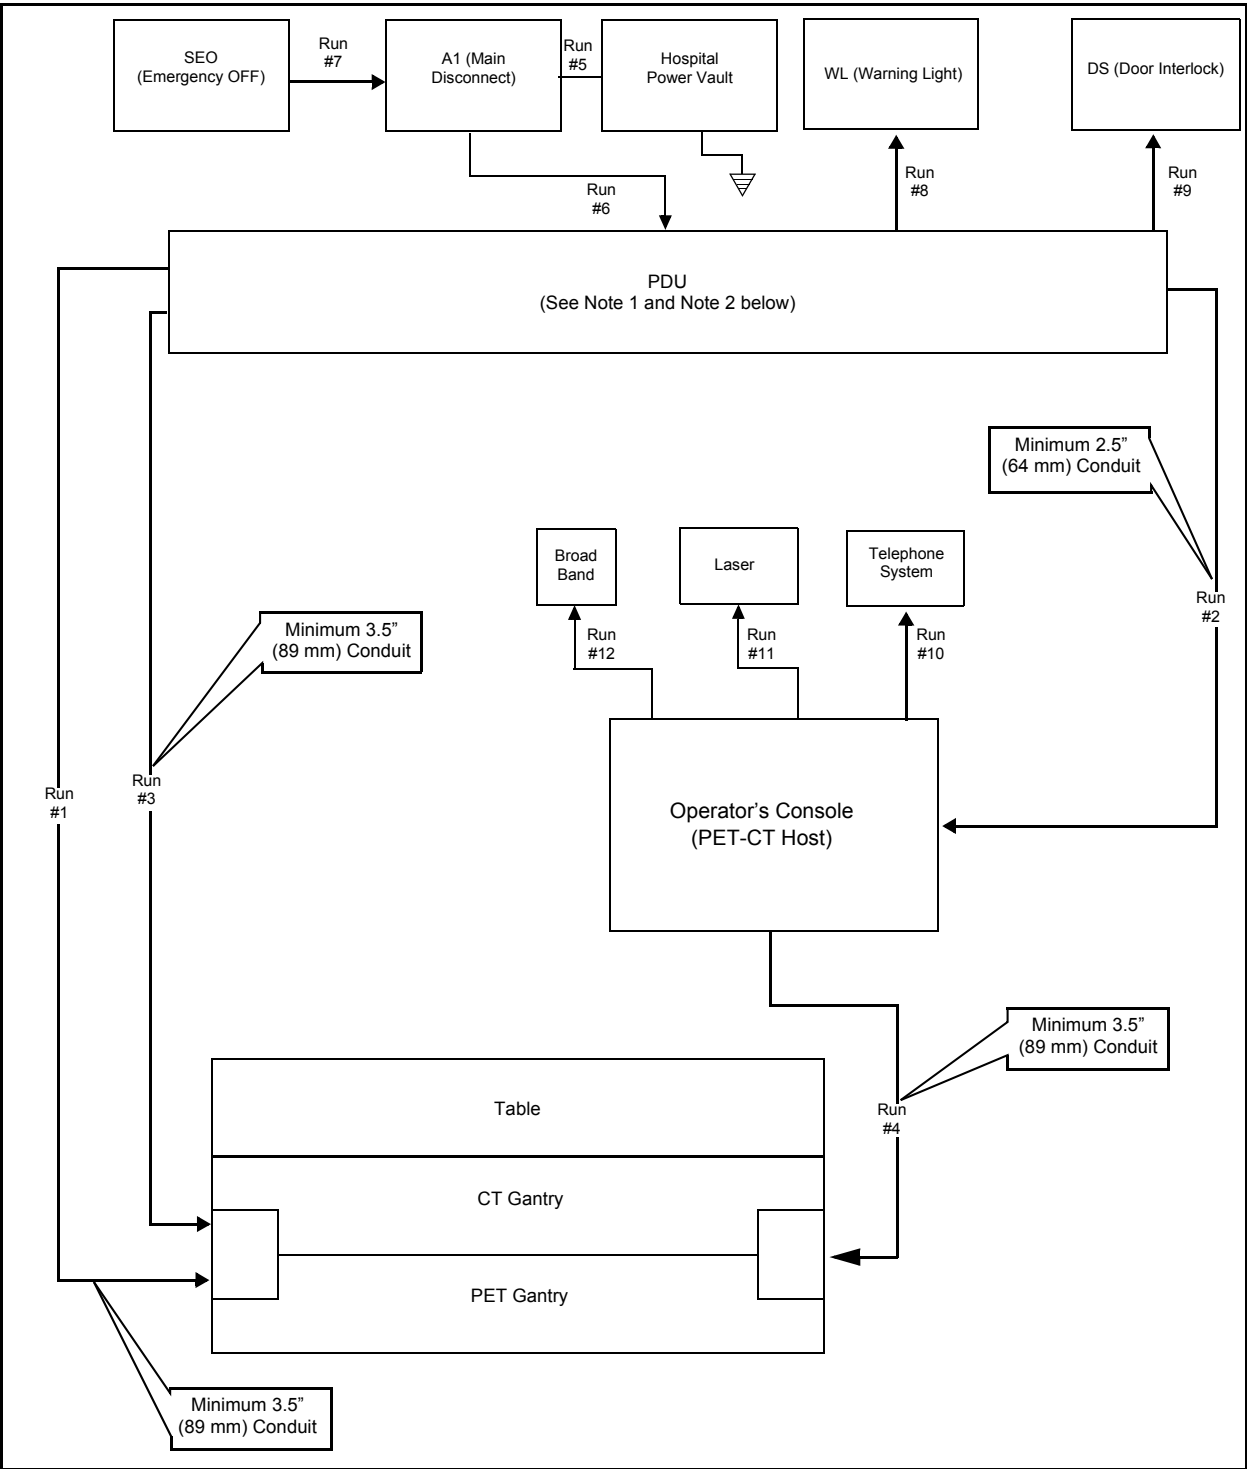 SEO
(Emergency OFF)
Run
#7
A1 (Main
Disconnect)
Run
#5
Hospital
Power Vault
WL (Warning Light)
DS (Door Interlock)
Run
#6
Run
#8
Run
#9
PDU
(See Note 1 and Note 2 below)
Minimum 2.5”
(64 mm) Conduit
Run
#2
Broad
Band
Laser
Telephone
System
Run
#12
Run
#11
Run
#10
Minimum 3.5”
(89 mm) Conduit
Run
#1
Run
#3
Operator’s Console
(PET-CT Host)
Minimum 3.5”
(89 mm) Conduit
Run
#4
Table
CT Gantry
PET Gantry
Minimum 3.5”
(89 mm) Conduit